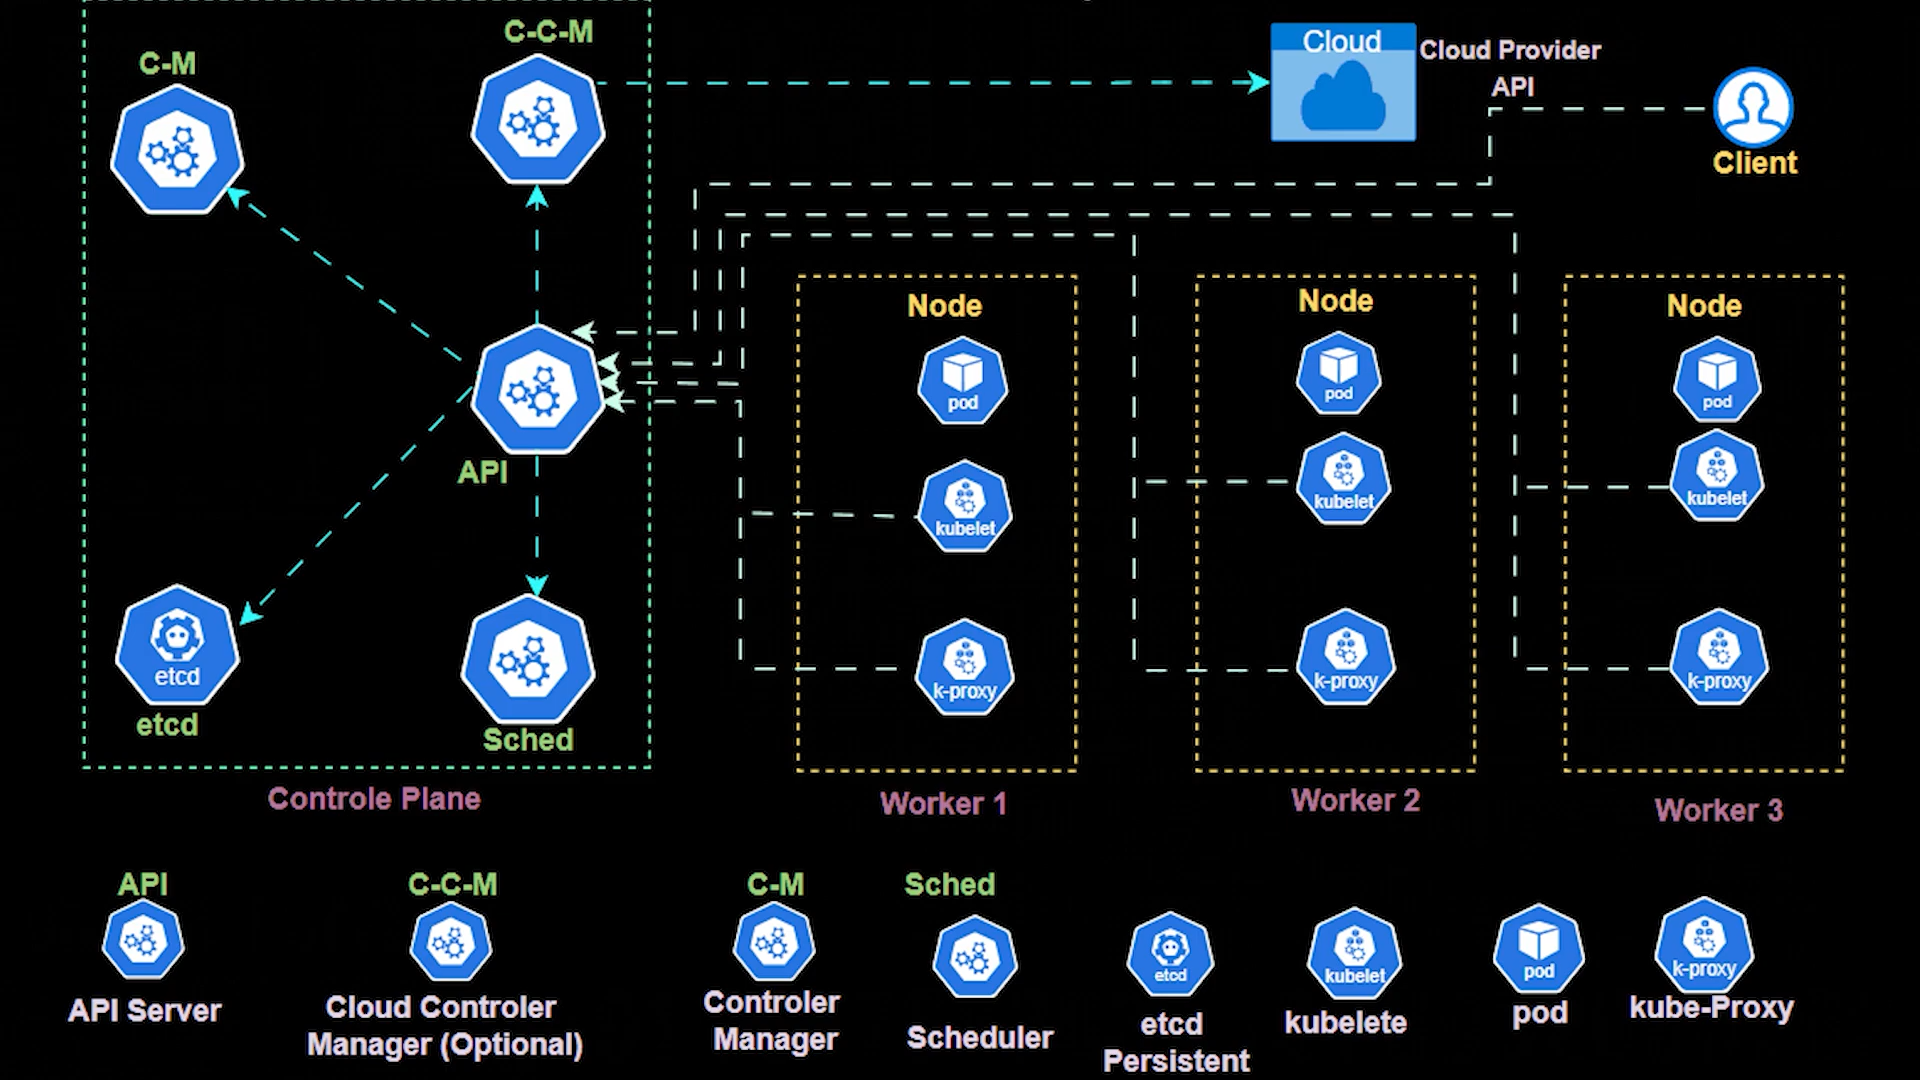 C-C-M
C-M
Cloud
Cloud Provider
API
Client
Node
Node
Node
pod
pod
pod
kubelet
kubelet
kubelet
API
etcd
etcd
Sched
k-proxy
k-proxy
k-proxy
Controle Plane
Worker 1
Worker 2
Worker 3
API
API Server
C-C-M
Cloud Controler
Manager (Optional)
C-M
Controler
Manager
Sched
Scheduler
etcd
etcd
Persistent
kubelet
kubelete
pod
pod
k-proxy
kube-Proxy